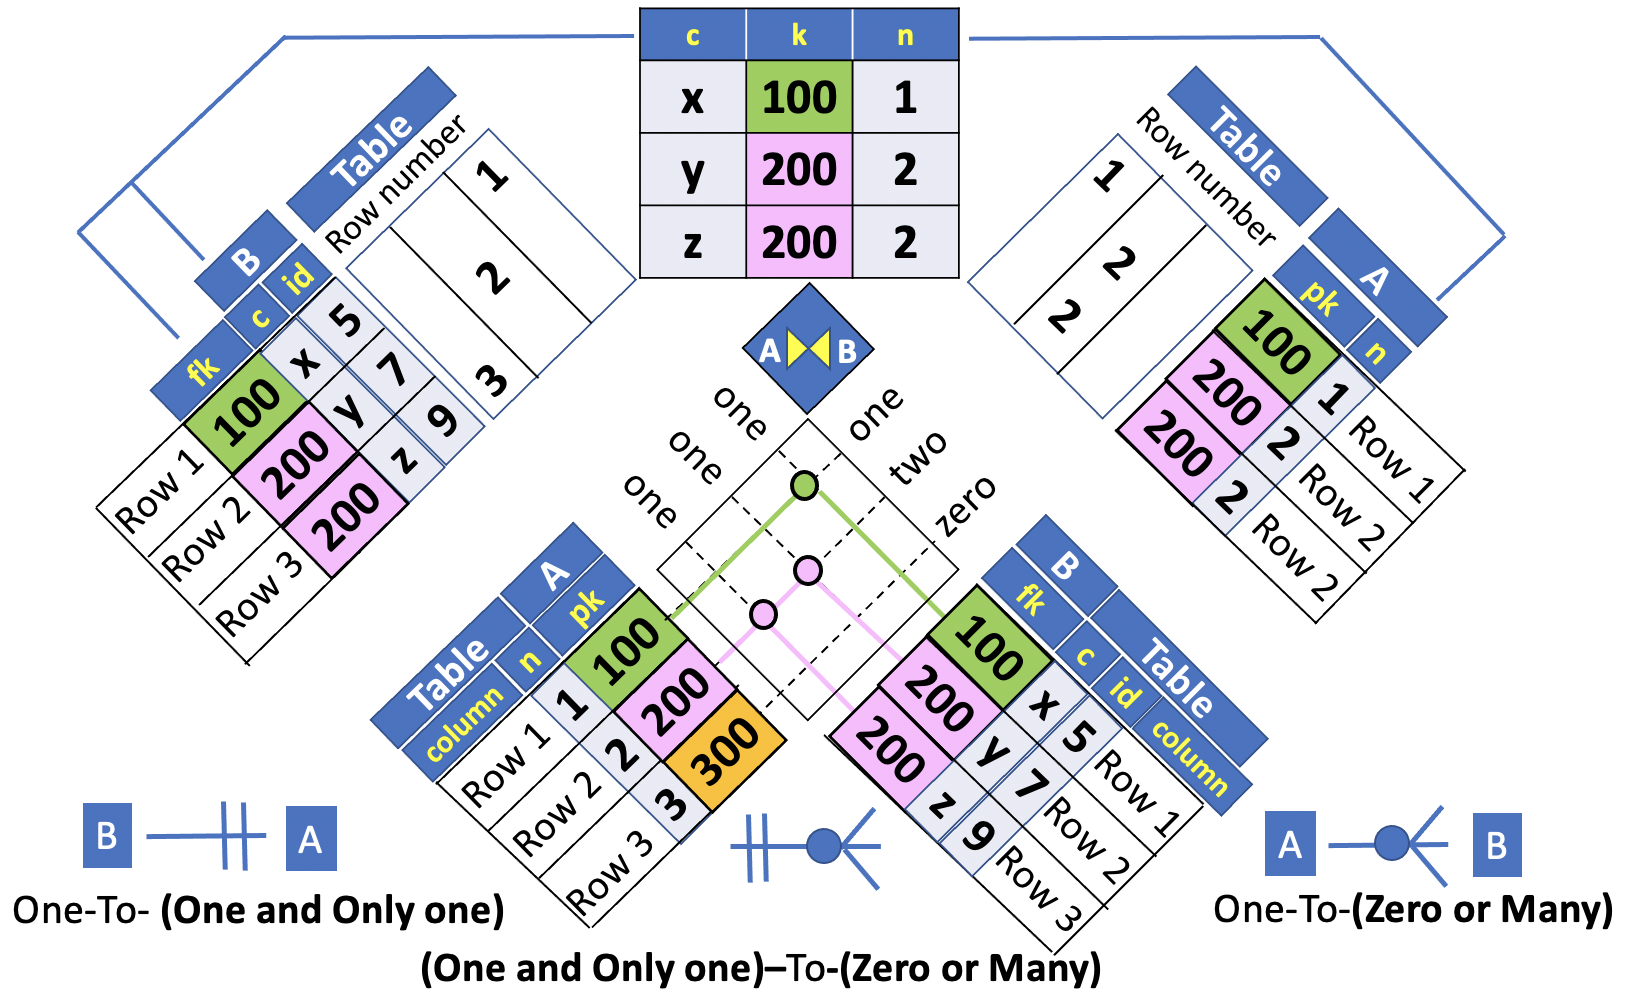 c k n
x 100 1
y 200 2
z 200 2
Table
Row number
1
2
3
B
fk c id
100 x 5
200 y 7
200 z 9
Row 1
Row 2
Row 3
Table
Row number
1
2
2
A
pk n
100 1 Row 1
200 2 Row 2
200 2 Row 2
A B
one
one
one
one
two
zero
Table A
column n pk
Row 1 1 100
Row 2 2 200
Row 3 3 300
B Table
fk c id column
100 x 5 Row 1
200 y 7 Row 2
200 z 9 Row 3
B A
One-To- (One and Only one)
A B
One-To-(Zero or Many)
(One and Only one)–To-(Zero or Many)